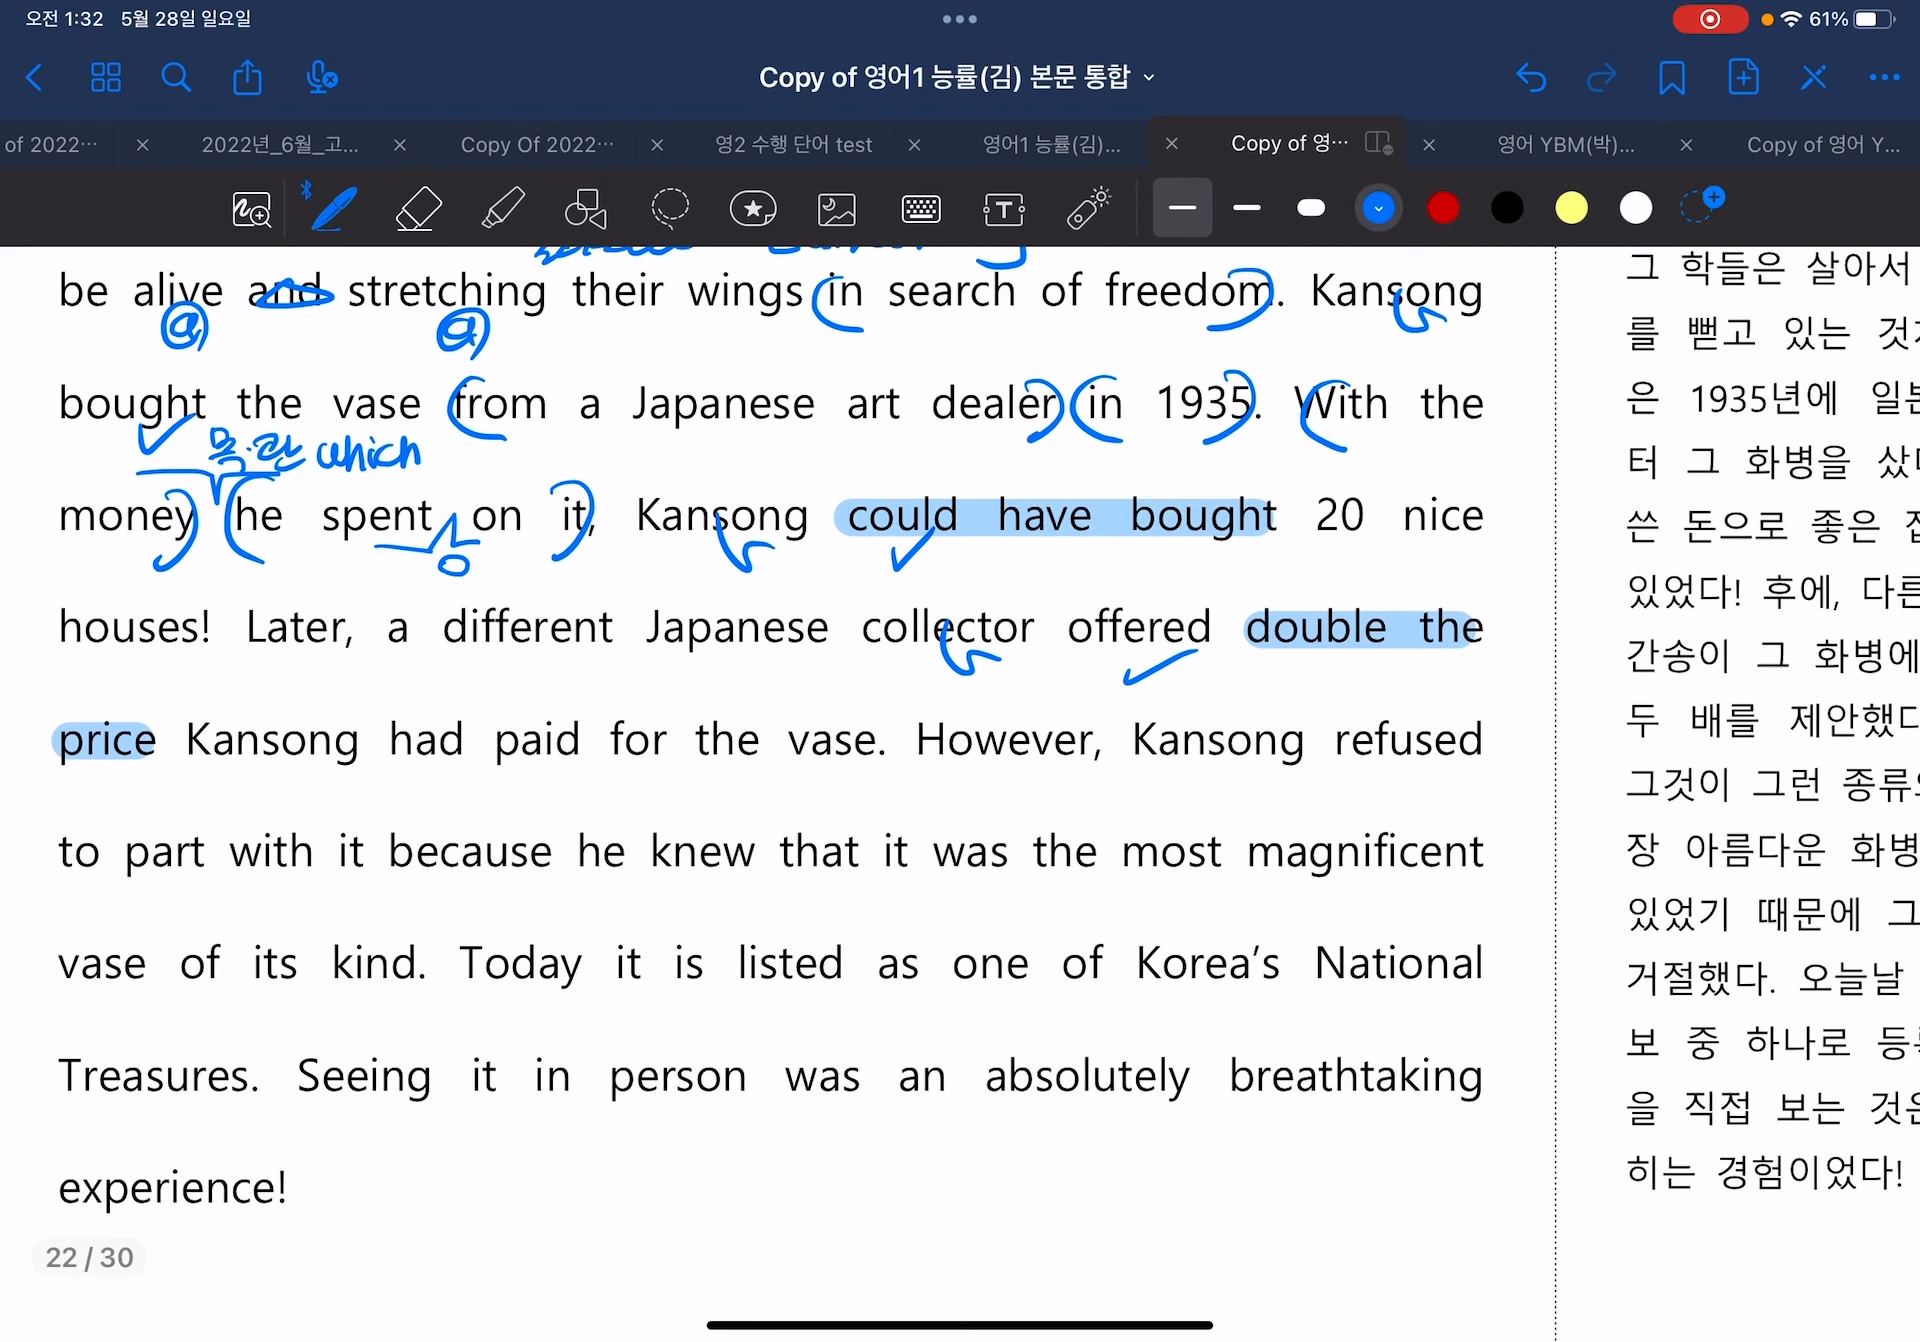 오전 1:32 5월 28일 일요일
61%
Copy of 영어1 능률(김) 본문 통합
of 2022… 2022년_6월_고... Copy Of 2022… 영2 수행 단어 test 영어1 능률(김)... Copy of 영… 영어 YBM(박)... Copy of 영어 Y...
be alive and stretching their wings in search of freedom. Kansong
ⓐ ⓐ
bought the vase from a Japanese art dealer in 1935. With the
목·관 which
money he spent on it, Kansong could have bought 20 nice
houses! Later, a different Japanese collector offered double the
price Kansong had paid for the vase. However, Kansong refused
to part with it because he knew that it was the most magnificent
vase of its kind. Today it is listed as one of Korea’s National
Treasures. Seeing it in person was an absolutely breathtaking
experience!
22 / 30
그 학들은 살아서
를 뻗고 있는
은 1935년에
터 그 화병을
쓴 돈으로 좋은
있었다! 후에,
간송이 그 화병에
두 배를
그것이 그런
장 아름다운 화병
있었기 때문에 그
거절했다. 오늘날
보 중 하나로
을 직접 보는
히는 경험이었다!